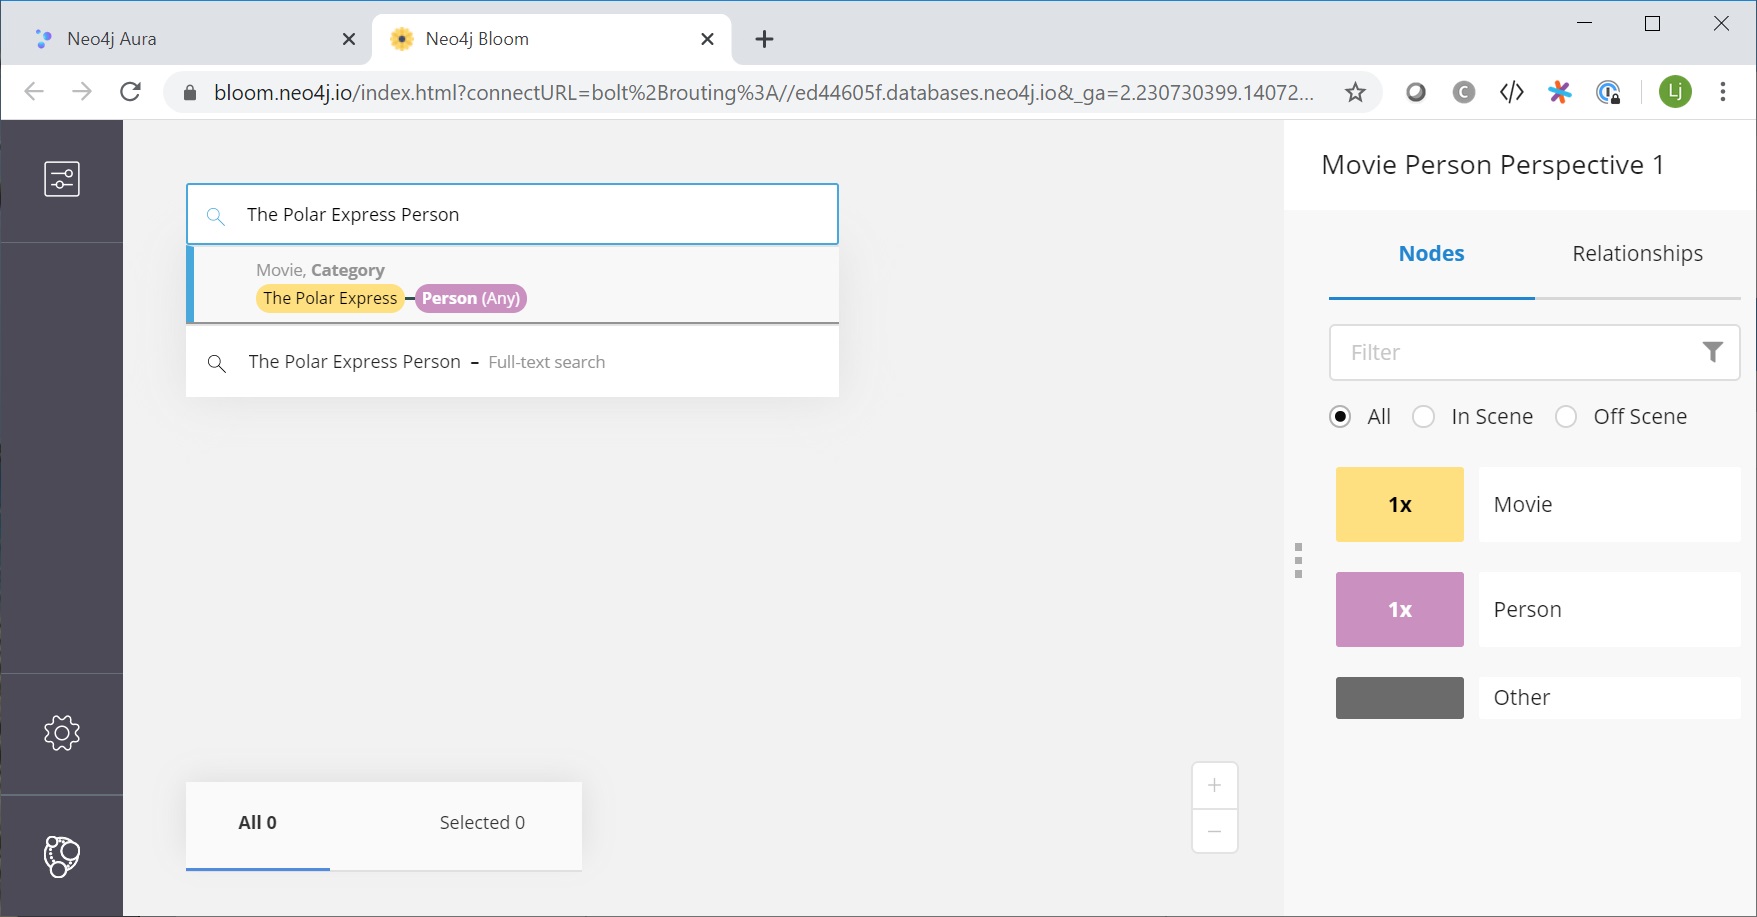 Neo4j Aura
Neo4j Bloom
bloom.neo4j.io/index.html?connectURL=bolt%2Brouting%3A//ed44605f.databases.neo4j.io&_ga=2.230730399.14072...
C
Lj
The Polar Express Person
Movie, Category
The Polar Express Person (Any)
The Polar Express Person – Full-text search
All 0 Selected 0
Movie Person Perspective 1
Nodes Relationships
Filter
All In Scene Off Scene
1x Movie
1x Person
Other